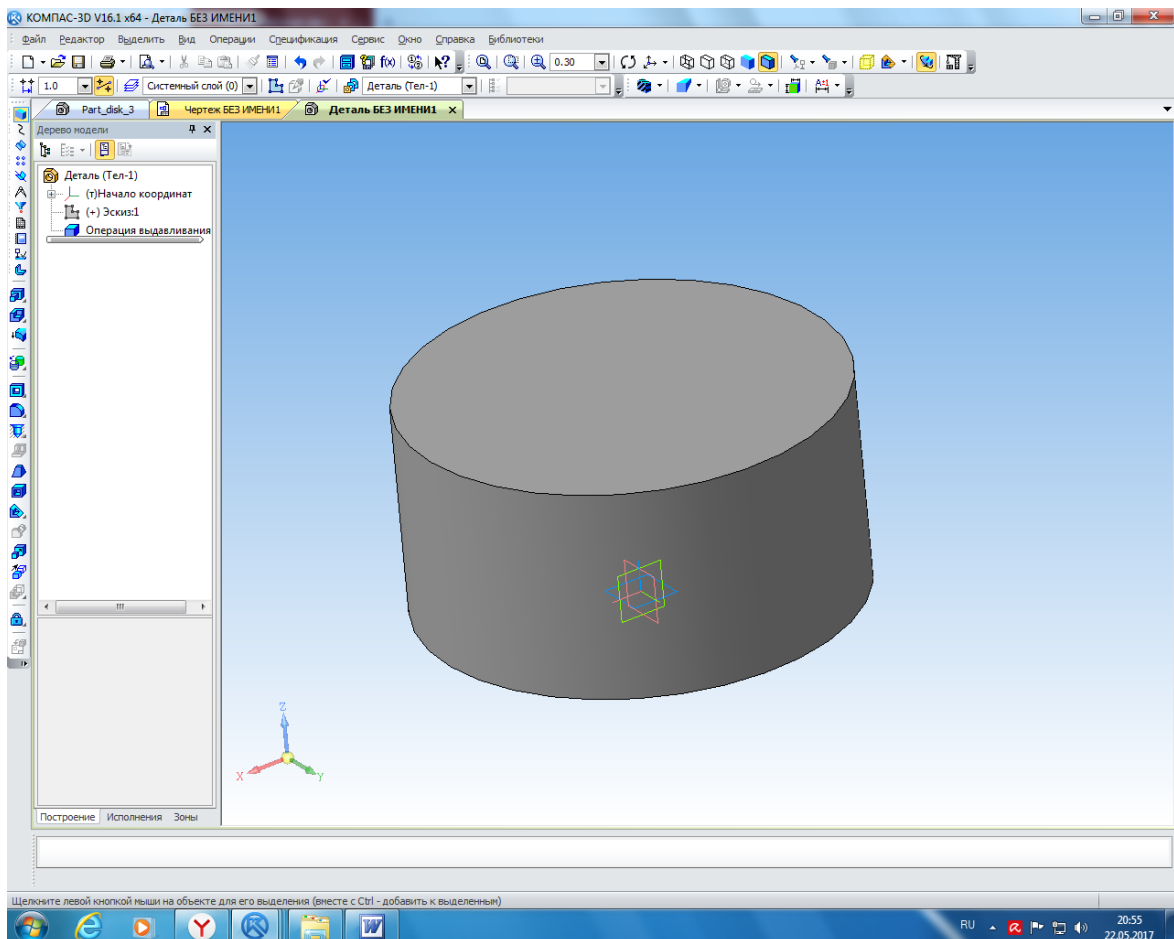 КОМПАС-3D V16.1 x64 - Деталь БЕЗ ИМЕНИ1
Файл Редактор Выделить Вид Операции Спецификация Сервис Окно Справка Библиотеки
f(x) 0.30
1.0 Системный слой (0) Деталь (Тел-1)
Part_disk_3 Чертеж БЕЗ ИМЕНИ1 Деталь БЕЗ ИМЕНИ1
Дерево модели
Деталь (Тел-1)
(т)Начало координат
(+) Эскиз:1
Операция выдавливания
Z
X
Y
Построение Исполнения Зоны
Щелкните левой кнопкой мыши на объекте для его выделения (вместе с Ctrl - добавить к выделенным)
RU
20:55
22.05.2017